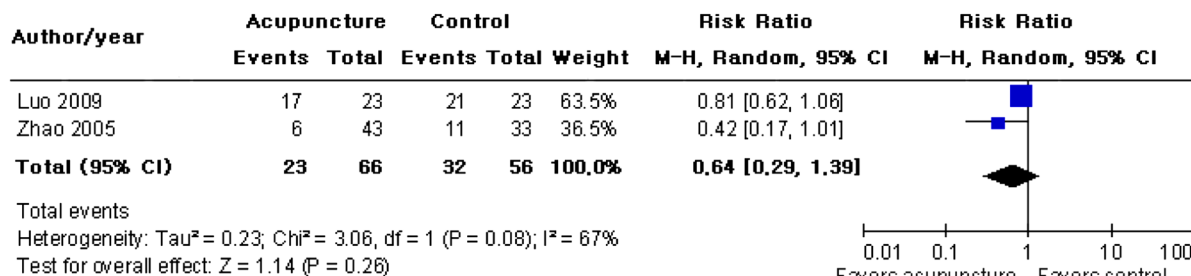 Author/year Acupuncture Control Risk Ratio Risk Ratio
Events Total Events Total Weight M-H, Random, 95% CI M-H, Random, 95% CI
Luo 2009 17 23 21 23 63.5% 0.81 [0.62, 1.06]
Zhao 2005 6 43 11 33 36.5% 0.42 [0.17, 1.01]
Total (95% CI) 23 66 32 56 100.0% 0.64 [0.29, 1.39]
Total events
Heterogeneity: Tau² = 0.23; Chi² = 3.06, df = 1 (P = 0.08); I² = 67%
Test for overall effect: Z = 1.14 (P = 0.26)
0.01 0.1 1 10 100
Favors acupuncture Favors control